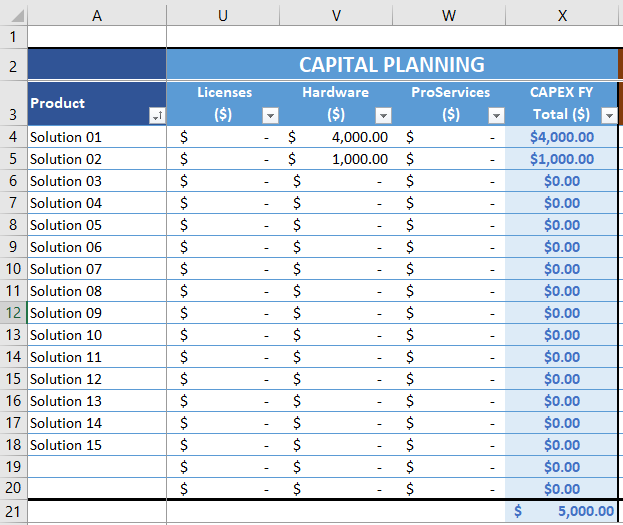 A U V W X
1
2 CAPITAL PLANNING
3 Product Licenses ($) Hardware ($) ProServices ($) CAPEX FY Total ($)
4 Solution 01 $ - $ 4,000.00 $ - $4,000.00
5 Solution 02 $ - $ 1,000.00 $ - $1,000.00
6 Solution 03 $ - $ - $ - $0.00
7 Solution 04 $ - $ - $ - $0.00
8 Solution 05 $ - $ - $ - $0.00
9 Solution 06 $ - $ - $ - $0.00
10 Solution 07 $ - $ - $ - $0.00
11 Solution 08 $ - $ - $ - $0.00
12 Solution 09 $ - $ - $ - $0.00
13 Solution 10 $ - $ - $ - $0.00
14 Solution 11 $ - $ - $ - $0.00
15 Solution 12 $ - $ - $ - $0.00
16 Solution 13 $ - $ - $ - $0.00
17 Solution 14 $ - $ - $ - $0.00
18 Solution 15 $ - $ - $ - $0.00
19 $ - $ - $ - $0.00
20 $ - $ - $ - $0.00
21 $ 5,000.00